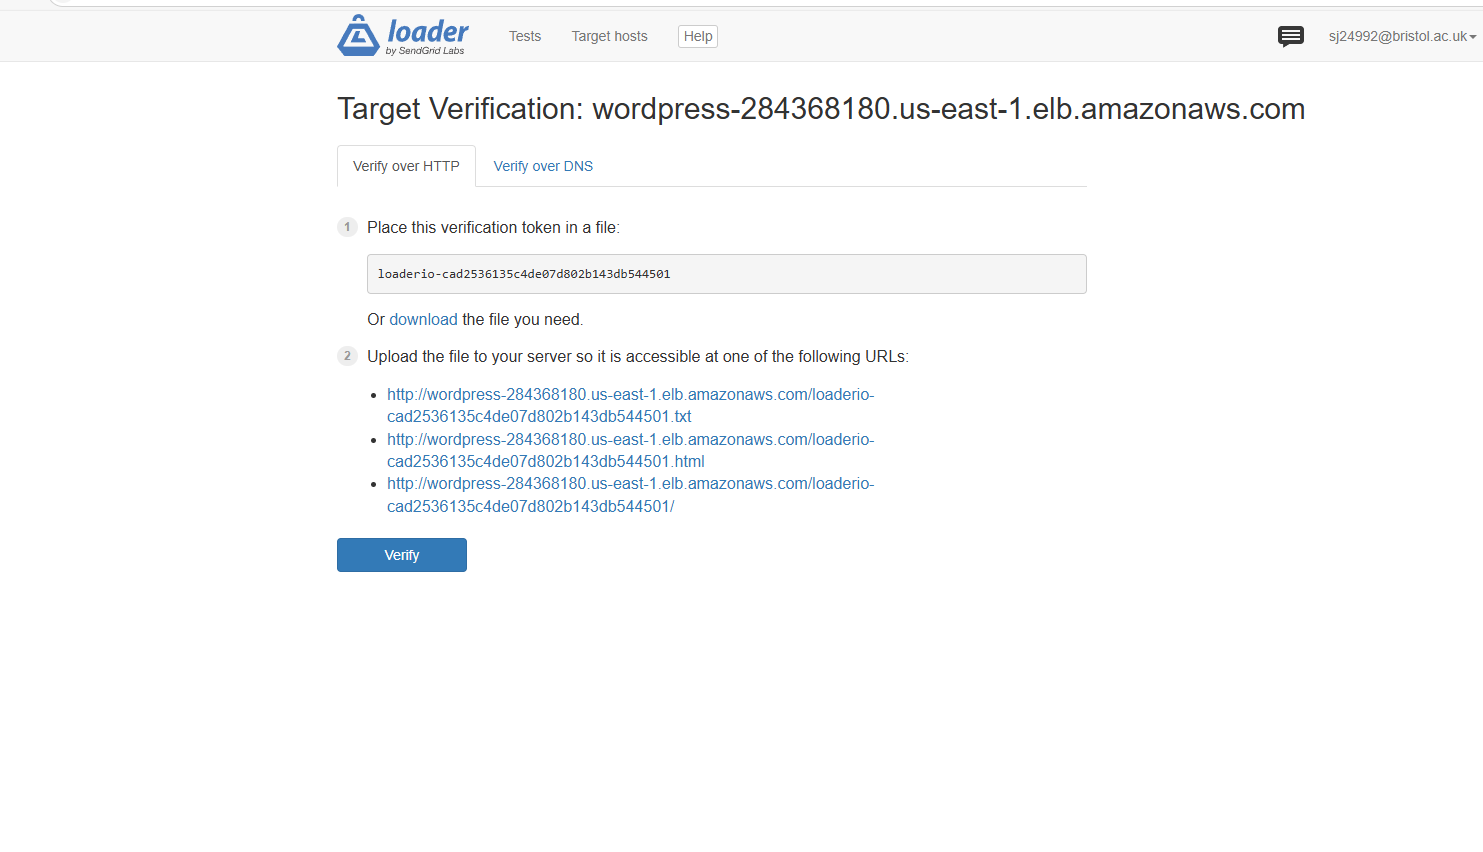 loader
by SendGrid Labs
Tests
Target hosts
Help
sj24992@bristol.ac.uk
Target Verification: wordpress-284368180.us-east-1.elb.amazonaws.com
Verify over HTTP
Verify over DNS
1
Place this verification token in a file:
loaderio-cad2536135c4de07d802b143db544501
Or download the file you need.
2
Upload the file to your server so it is accessible at one of the following URLs:
http://wordpress-284368180.us-east-1.elb.amazonaws.com/loaderio-
cad2536135c4de07d802b143db544501.txt
http://wordpress-284368180.us-east-1.elb.amazonaws.com/loaderio-
cad2536135c4de07d802b143db544501.html
http://wordpress-284368180.us-east-1.elb.amazonaws.com/loaderio-
cad2536135c4de07d802b143db544501/
Verify